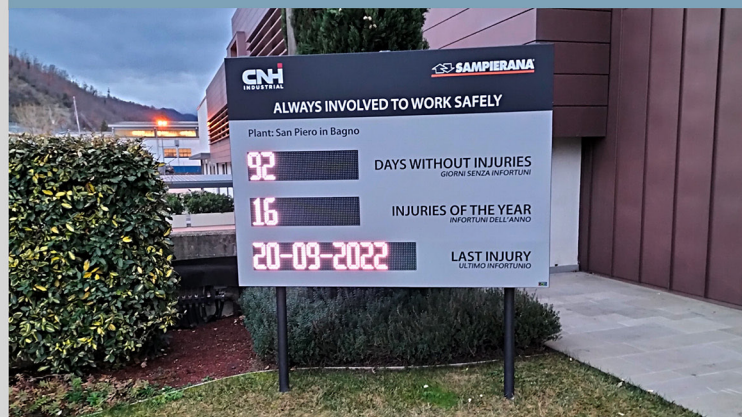 CNH
INDUSTRIAL
SAMPIERANA
ALWAYS INVOLVED TO WORK SAFELY
Plant: San Piero in Bagno
92
DAYS WITHOUT INJURIES
GIORNI SENZA INFORTUNI
16
INJURIES OF THE YEAR
INFORTUNI DELL'ANNO
20-09-2022
LAST INJURY
ULTIMO INFORTUNIO